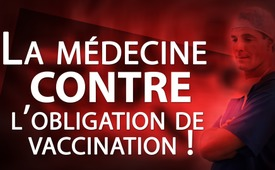 La médecine
contre
l'obligation de
vaccination !